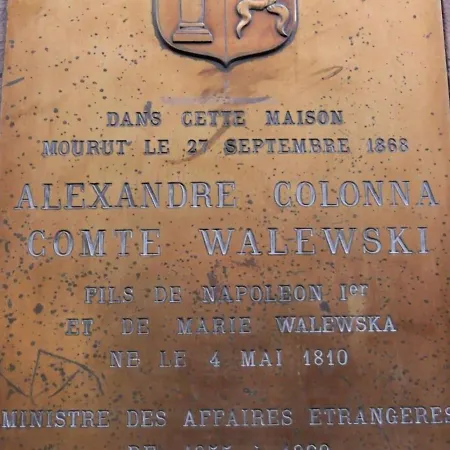 DANS CETTE MAISON
MOURUT LE 27 SEPTEMBRE 1868
ALEXANDRE COLONNA
COMTE WALEWSKI
FILS DE NAPOLEON Ier
ET DE MARIE WALEWSKA
NE LE 4 MAI 1810
MINISTRE DES AFFAIRES ETRANGERES
DE